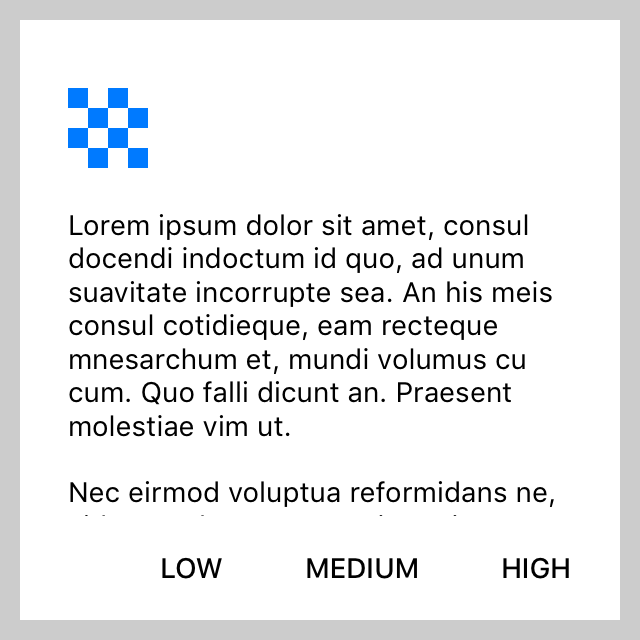 Lorem ipsum dolor sit amet, consul
docendi indoctum id quo, ad unum
suavitate incorrupte sea. An his meis
consul cotidieque, eam recteque
mnesarchum et, mundi volumus cu
cum. Quo falli dicunt an. Praesent
molestiae vim ut.
Nec eirmod voluptua reformidans ne,
LOW MEDIUM HIGH